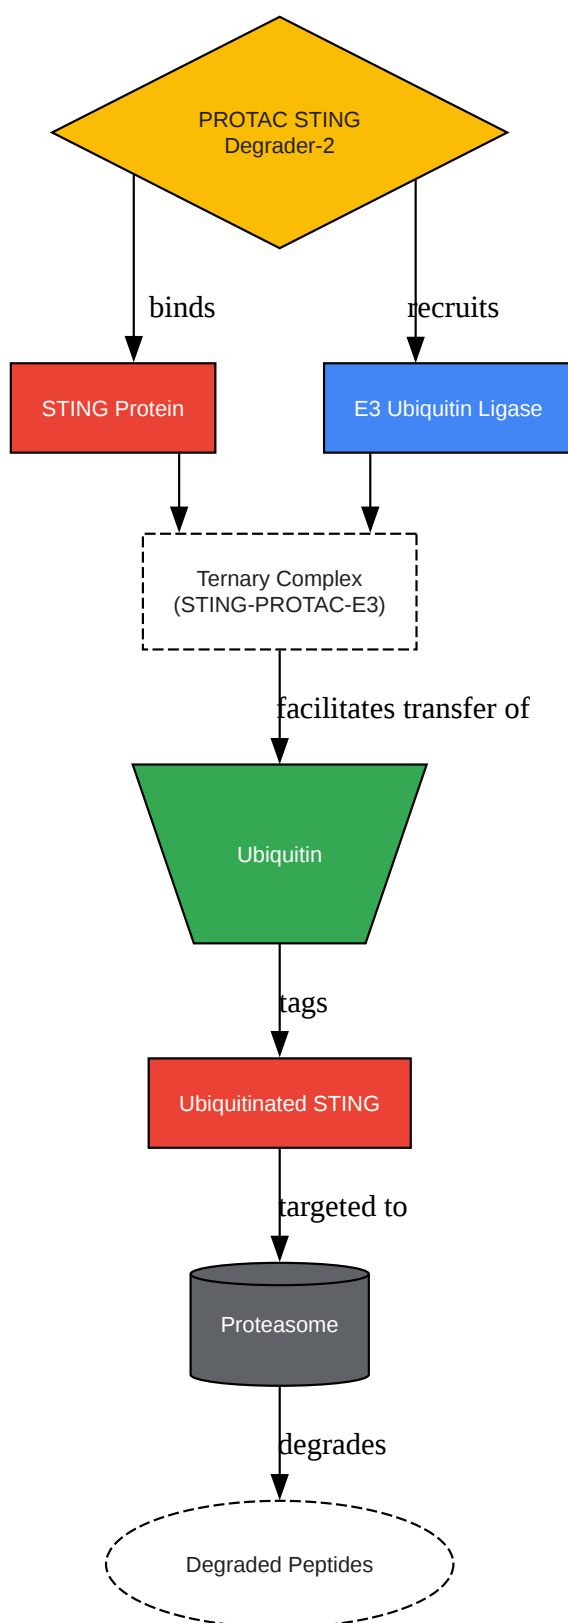 PROTAC STING
Degrader-2
binds
recruits
STING Protein
E3 Ubiquitin Ligase
Ternary Complex
(STING-PROTAC-E3)
facilitates transfer of
Ubiquitin
tags
Ubiquitinated STING
targeted to
Proteasome
degrades
Degraded Peptides